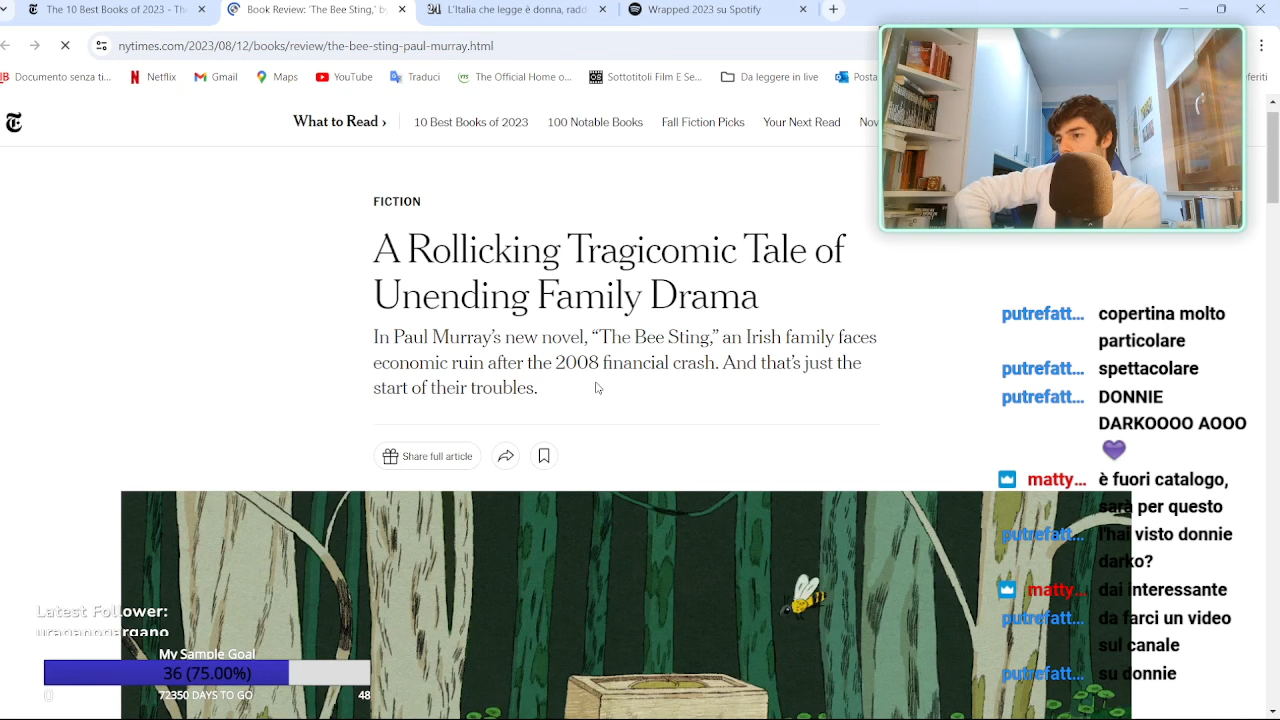 The 10 Best Books of 2023 - The
Book Review: 'The Bee Sting,' by
L'Italia che legge è donna, radd
Wrapped 2023 su Spotify
nytimes.com/2023/08/12/books/review/the-bee-sting-paul-murray.html
Documento senza ti...
Netflix
Gmail
Maps
YouTube
Traduci
The Official Home o...
Sottotitoli Film E Se...
Da leggere in live
Posta
eferiti
What to Read ›
10 Best Books of 2023
100 Notable Books
Fall Fiction Picks
Your Next Read
Nov
FICTION
A Rollicking Tragicomic Tale of
Unending Family Drama
In Paul Murray's new novel, “The Bee Sting,” an Irish family faces
economic ruin after the 2008 financial crash. And that's just the
start of their troubles.
Share full article
putrefatt... copertina molto
particolare
putrefatt... spettacolare
putrefatt... DONNIE
DARKOOOO AOOO
matty... è fuori catalogo,
sarà per questo
putrefatt... l'hai visto donnie
darko?
matty... dai interessante
putrefatt... da farci un video
sul canale
putrefatt... su donnie
Latest Follower:
My Sample Goal
36 (75.00%)
0 72350 DAYS TO GO 48